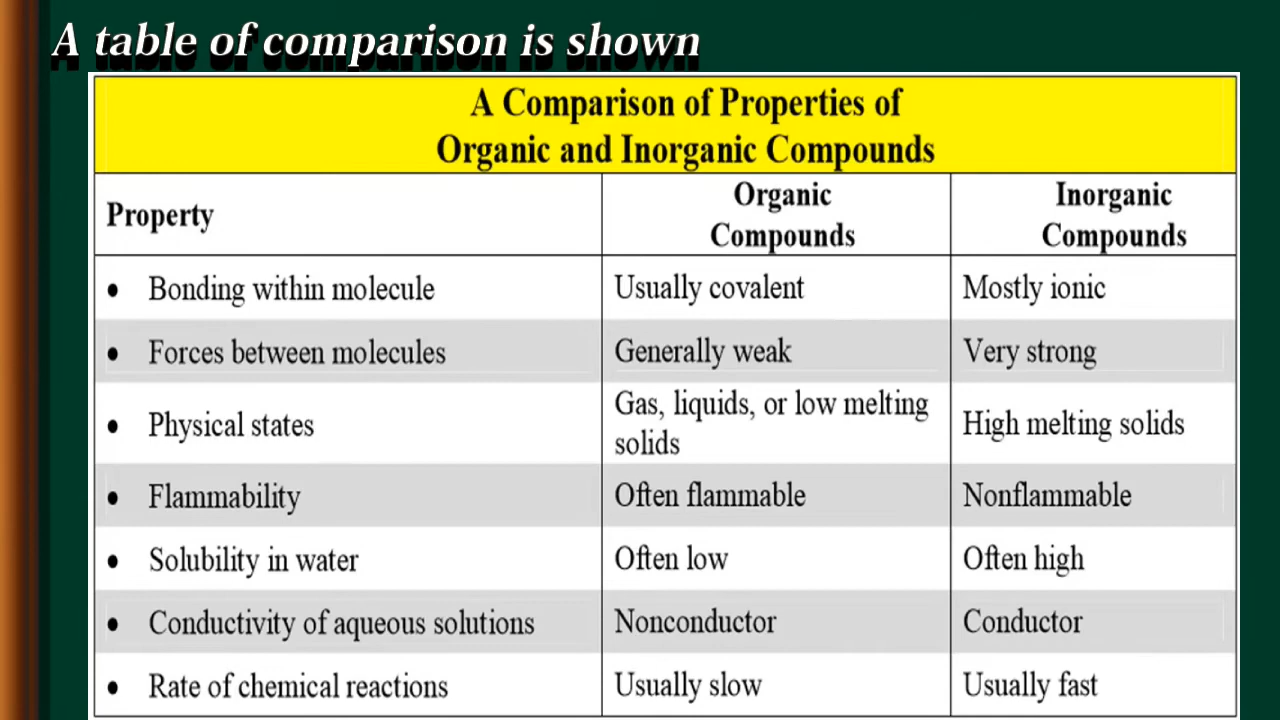 A table of comparison is shown
A Comparison of Properties of
Organic and Inorganic Compounds
Property
Organic
Compounds
Inorganic
Compounds
• Bonding within molecule
Usually covalent
Mostly ionic
• Forces between molecules
Generally weak
Very strong
• Physical states
Gas, liquids, or low melting
solids
High melting solids
• Flammability
Often flammable
Nonflammable
• Solubility in water
Often low
Often high
• Conductivity of aqueous solutions
Nonconductor
Conductor
• Rate of chemical reactions
Usually slow
Usually fast